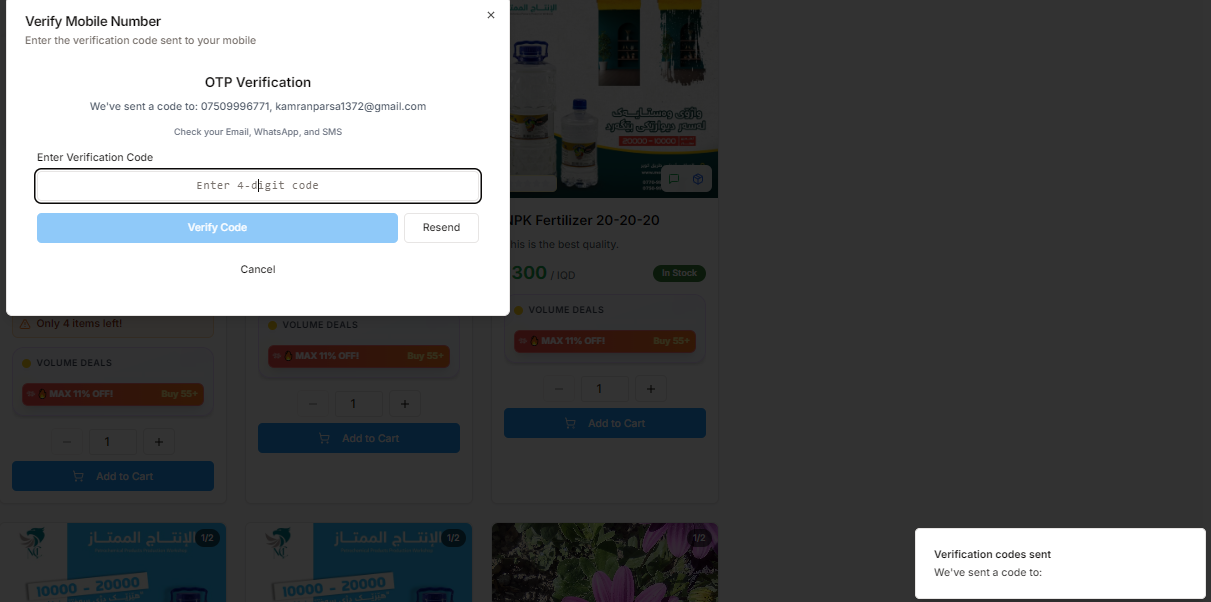 Verify Mobile Number
Enter the verification code sent to your mobile
OTP Verification
We've sent a code to: 07509996771, kamranparsa1372@gmail.com
Check your Email, WhatsApp, and SMS
Enter Verification Code
Enter 4-digit code
Verify Code
Resend
Cancel
20000 - 10000
NPK Fertilizer 20-20-20
This is the best quality.
300 / IQD
In Stock
VOLUME DEALS
MAX 11% OFF!
Buy 55+
1
Add to Cart
VOLUME DEALS
MAX 11% OFF!
Buy 55+
1
Add to Cart
Only 4 items left!
VOLUME DEALS
MAX 11% OFF!
Buy 55+
1
Add to Cart
الإنتاج الممتاز
1/2
10000 - 20000
الإنتاج الممتاز
1/2
10000 - 20000
1/2
Verification codes sent
We've sent a code to: